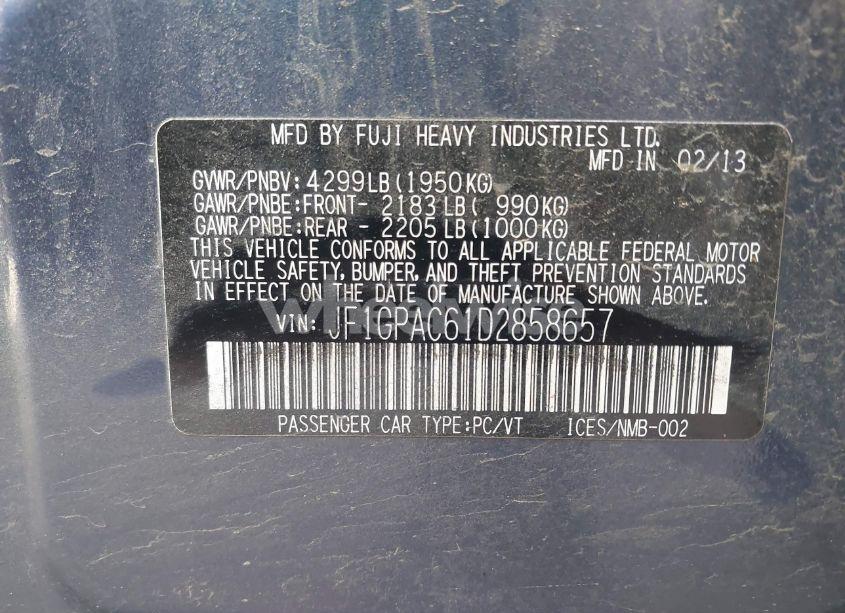 MFD BY FUJI HEAVY INDUSTRIES LTD.
MFD IN 02/13
GVWR/PNBV: 4299LB (1950KG)
GAWR/PNBE:FRONT- 2183 LB ( 990KG)
GAWR/PNBE:REAR - 2205 LB (1000KG)
THIS VEHICLE CONFORMS TO ALL APPLICABLE FEDERAL MOTOR
VEHICLE SAFETY, BUMPER, AND THEFT PREVENTION STANDARDS
IN EFFECT ON THE DATE OF MANUFACTURE SHOWN ABOVE.
VIN: JF1GPAC61D2858657
PASSENGER CAR TYPE:PC/VT ICES/NMB-002